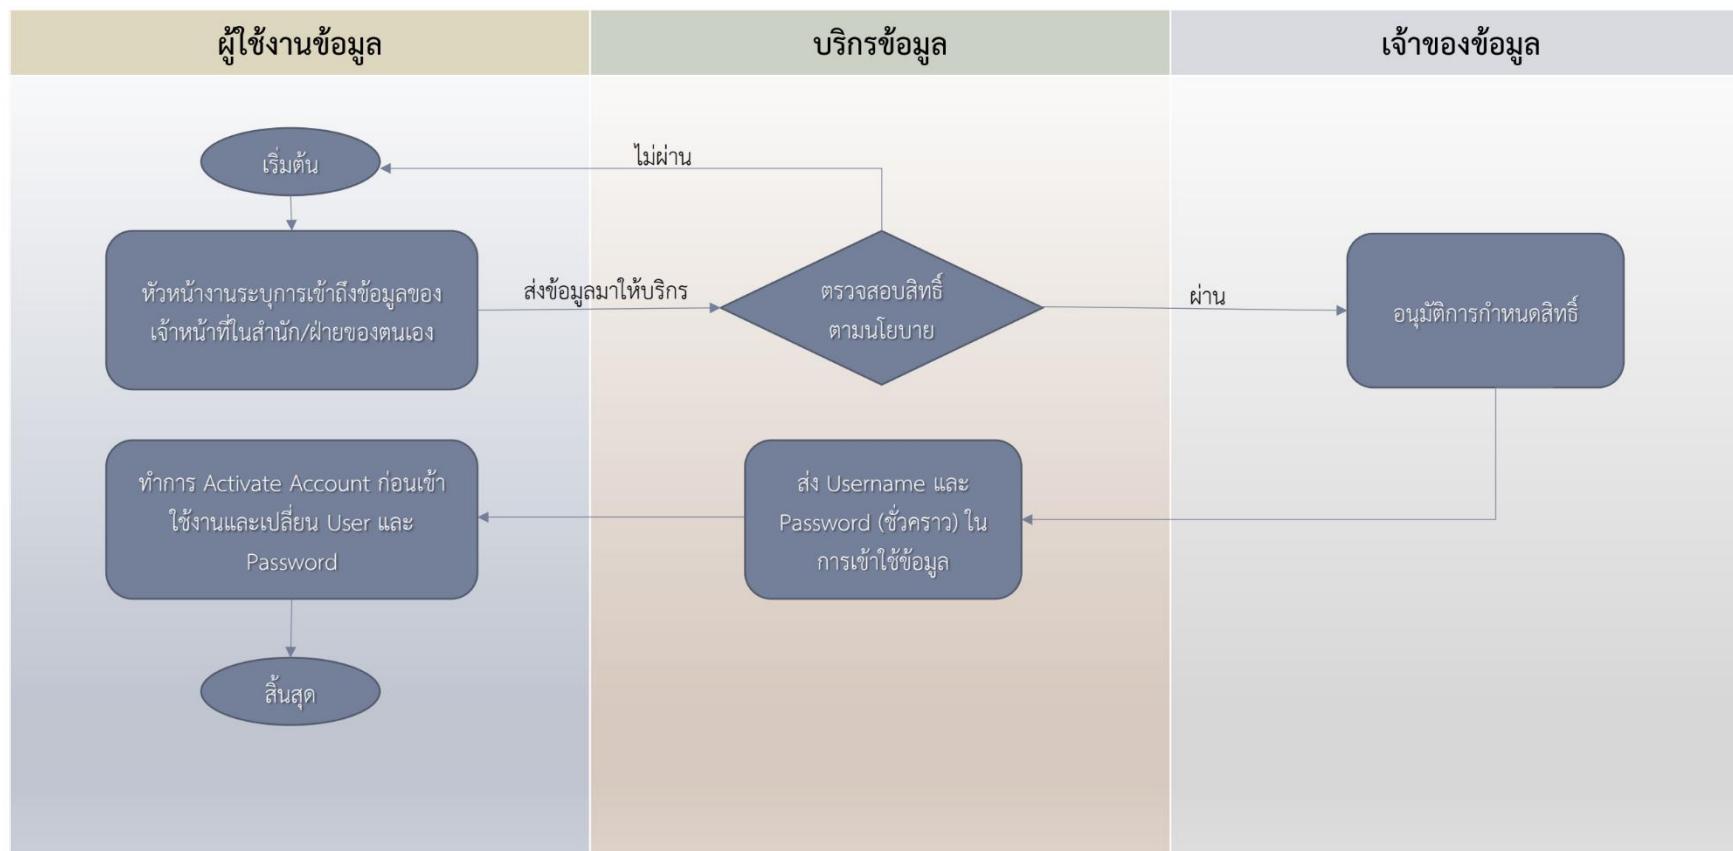 ผู้ใช้งานข้อมูล
บริกรข้อมูล
เจ้าของข้อมูล
เริ่มต้น
ไม่ผ่าน
หัวหน้างานระบุการเข้าถึงข้อมูลของ
เจ้าหน้าที่ในสำนัก/ฝ่ายของตนเอง
ส่งข้อมูลมาให้บริกร
ตรวจสอบสิทธิ์
ตามนโยบาย
ผ่าน
อนุมัติการกำหนดสิทธิ์
ส่ง Username และ
Password (ชั่วคราว) ใน
การเข้าใช้ข้อมูล
ทำการ Activate Account ก่อนเข้า
ใช้งานและเปลี่ยน User และ
Password
สิ้นสุด